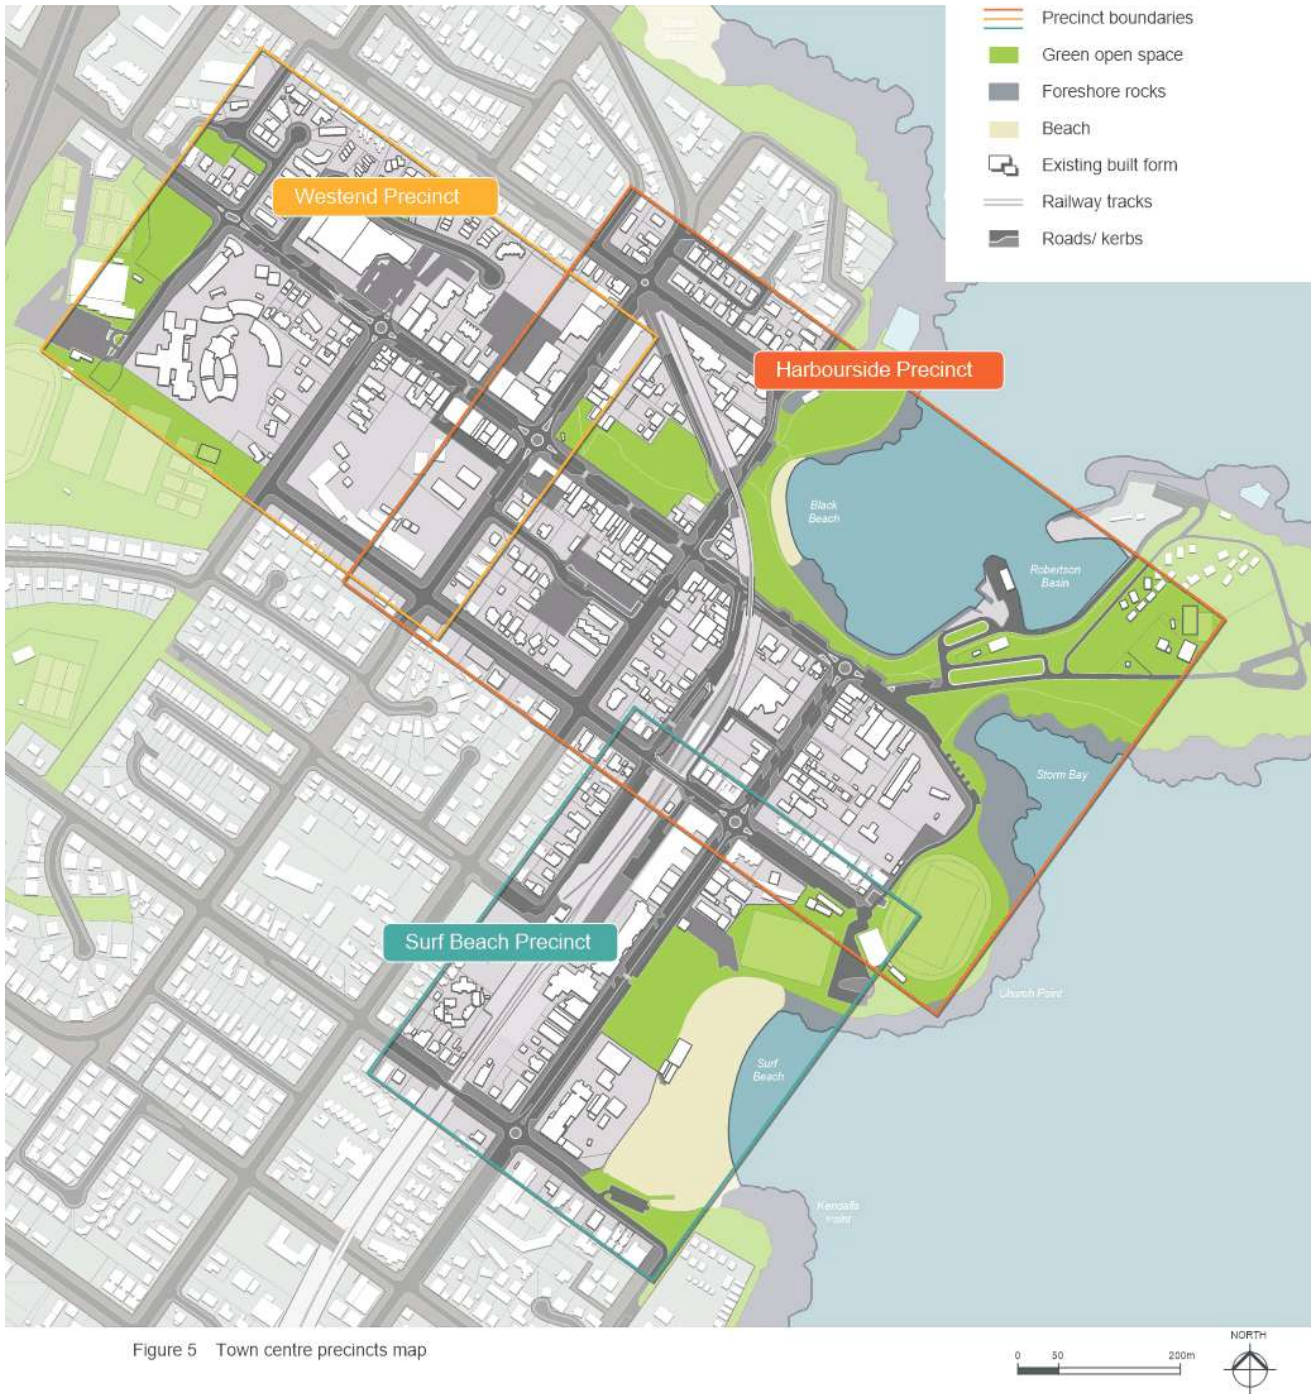 Precinct boundaries
Green open space
Foreshore rocks
Beach
Existing built form
Railway tracks
Roads/ kerbs
Westend Precinct
Harbourside Precinct
Black
Beach
Robertson
Basin
Storm Bay
Surf Beach Precinct
Church Point
Surf
Beach
Kendalls
Point
Figure 5 Town centre precincts map
0 50 200m
NORTH